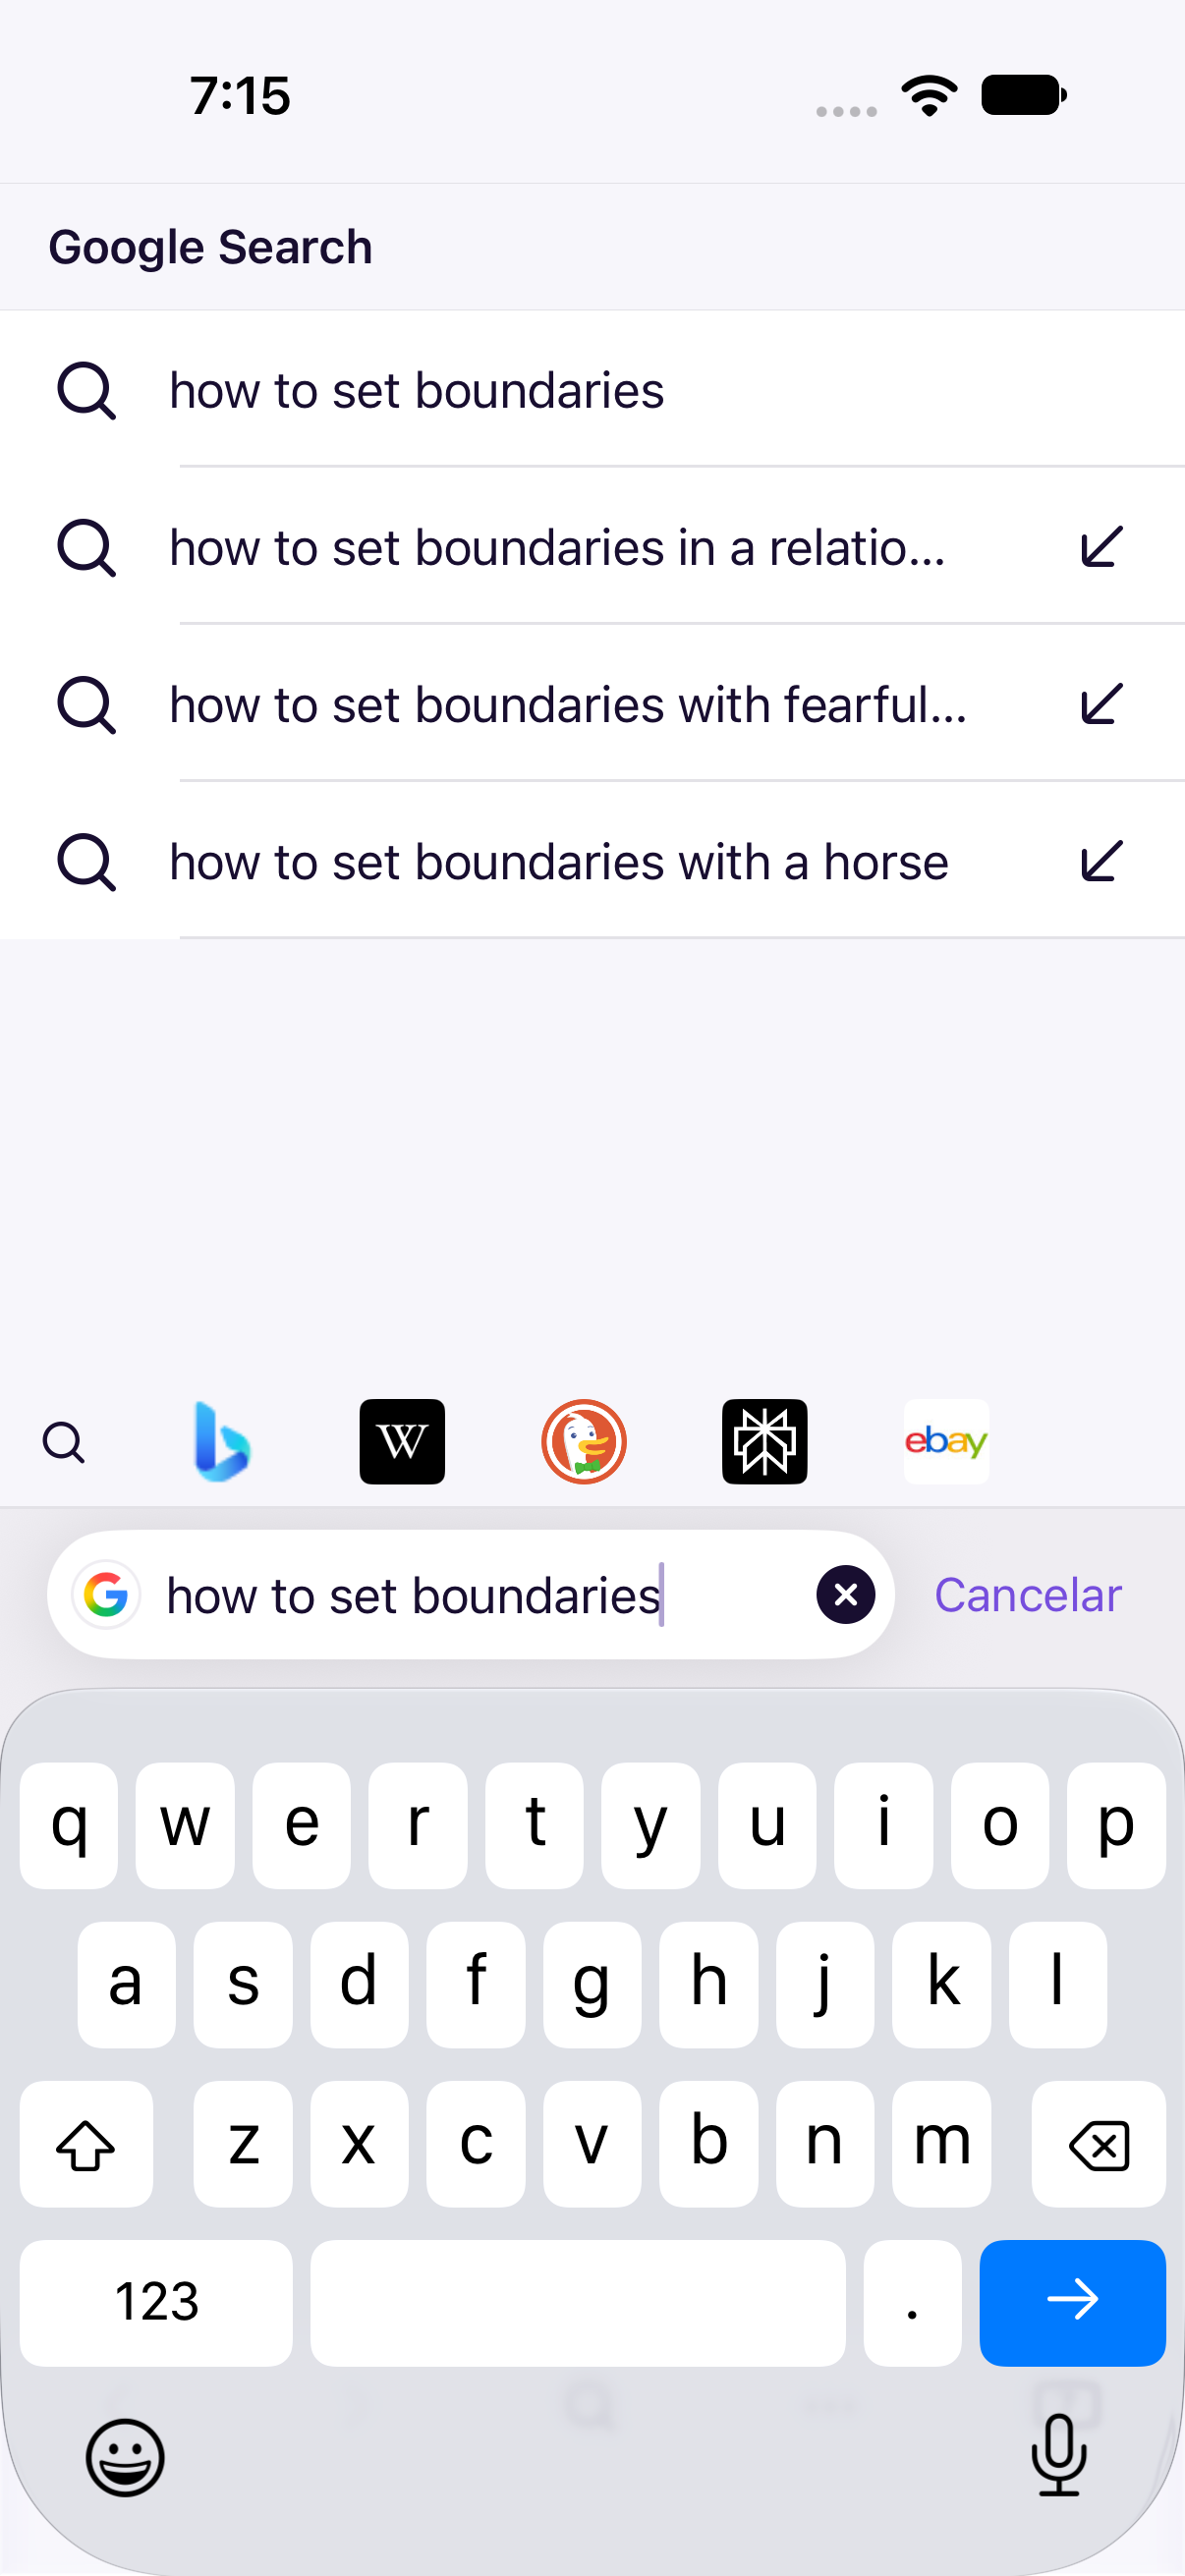 7:15
Google Search
how to set boundaries
how to set boundaries in a relatio...
how to set boundaries with fearful...
how to set boundaries with a horse
W
ebay
how to set boundaries
Cancelar
q w e r t y u i o p
a s d f g h j k l
z x c v b n m
123 .